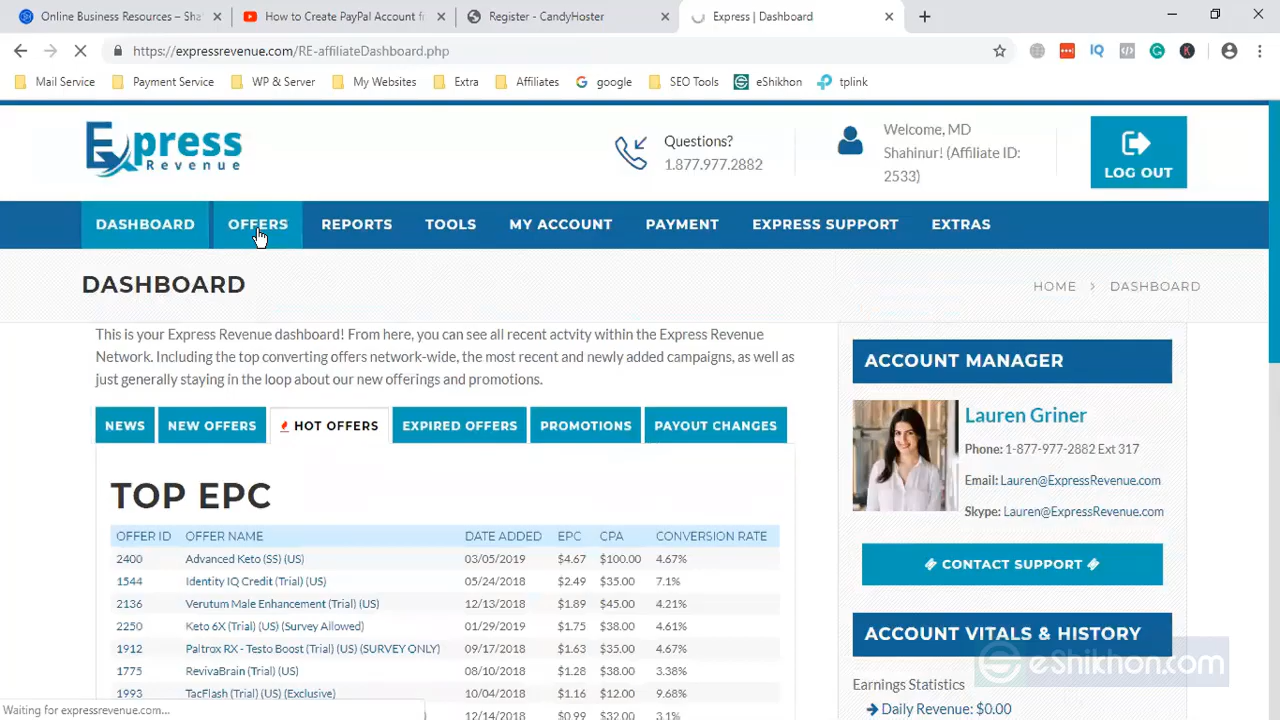 Online Business Resources – Sha
How to Create PayPal Account fr
Register - CandyHoster
Express | Dashboard
https://expressrevenue.com/RE-affiliateDashboard.php
Mail Service
Payment Service
WP & Server
My Websites
Extra
Affiliates
google
SEO Tools
eShikhon
tplink
Express
Revenue
Questions?
1.877.977.2882
Welcome, MD
Shahinur! (Affiliate ID:
2533)
LOG OUT
DASHBOARD OFFERS REPORTS TOOLS MY ACCOUNT PAYMENT EXPRESS SUPPORT EXTRAS
DASHBOARD
HOME > DASHBOARD
This is your Express Revenue dashboard! From here, you can see all recent actvity within the Express Revenue
Network. Including the top converting offers network-wide, the most recent and newly added campaigns, as well as
just generally staying in the loop about our new offerings and promotions.
NEWS NEW OFFERS HOT OFFERS EXPIRED OFFERS PROMOTIONS PAYOUT CHANGES
TOP EPC
OFFER ID OFFER NAME DATE ADDED EPC CPA CONVERSION RATE
2400 Advanced Keto (SS) (US) 03/05/2019 $4.67 $100.00 4.67%
1544 Identity IQ Credit (Trial) (US) 05/24/2018 $2.49 $35.00 7.1%
2136 Verutum Male Enhancement (Trial) (US) 12/13/2018 $1.89 $45.00 4.21%
2250 Keto 6X (Trial) (US) (Survey Allowed) 01/29/2019 $1.75 $38.00 4.61%
1912 Paltrox RX - Testo Boost (Trial) (US) (SURVEY ONLY) 09/17/2018 $1.63 $35.00 4.67%
1775 RevivaBrain (Trial) (US) 08/10/2018 $1.28 $38.00 3.38%
1993 TacFlash (Trial) (US) (Exclusive) 10/04/2018 $1.16 $12.00 9.68%
12/14/2018 $0.99 $32.00 3.1%
ACCOUNT MANAGER
Lauren Griner
Phone: 1-877-977-2882 Ext 317
Email: Lauren@ExpressRevenue.com
Skype: Lauren@ExpressRevenue.com
CONTACT SUPPORT
ACCOUNT VITALS & HISTORY
eShikhon.com
Earnings Statistics
Daily Revenue: $0.00
Waiting for expressrevenue.com...